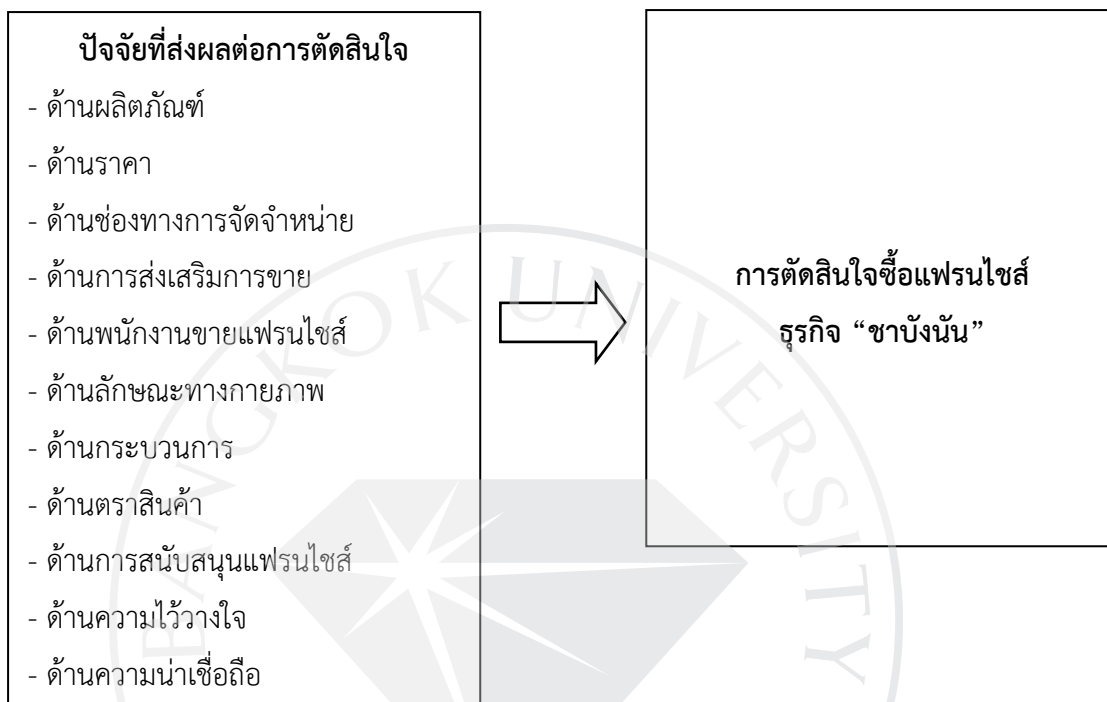 ปัจจัยที่ส่งผลต่อการตัดสินใจ
- ด้านผลิตภัณฑ์
- ด้านราคา
- ด้านช่องทางการจัดจำหน่าย
- ด้านการส่งเสริมการขาย
- ด้านพนักงานขายแฟรนไชส์
- ด้านลักษณะทางกายภาพ
- ด้านกระบวนการ
- ด้านตราสินค้า
- ด้านการสนับสนุนแฟรนไชส์
- ด้านความไว้วางใจ
- ด้านความน่าเชื่อถือ
การตัดสินใจซื้อแฟรนไชส์
ธุรกิจ “ชาบังนัน”
BANGKOK UNIVERSITY